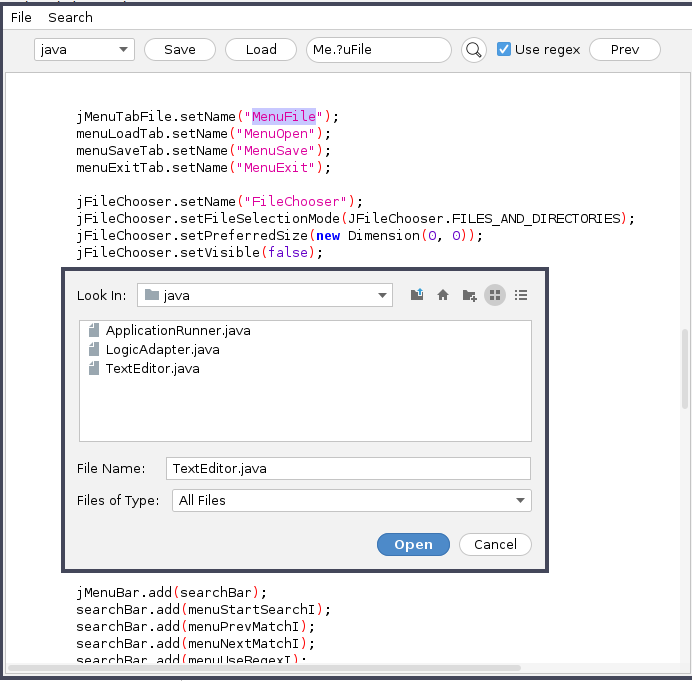 File Search
java Save Load Me.?uFile Use regex Prev
jMenuTabFile.setName("MenuFile");
menuLoadTab.setName("MenuOpen");
menuSaveTab.setName("MenuSave");
menuExitTab.setName("MenuExit");
jFileChooser.setName("FileChooser");
jFileChooser.setFileSelectionMode(JFileChooser.FILES_AND_DIRECTORIES);
jFileChooser.setPreferredSize(new Dimension(0, 0));
jFileChooser.setVisible(false);
Look In: java
ApplicationRunner.java
LogicAdapter.java
TextEditor.java
File Name: TextEditor.java
Files of Type: All Files
Open Cancel
jMenuBar.add(searchBar);
searchBar.add(menuStartSearchI);
searchBar.add(menuPrevMatchI);
searchBar.add(menuNextMatchI);
searchBar.add(menuUseRegexI);